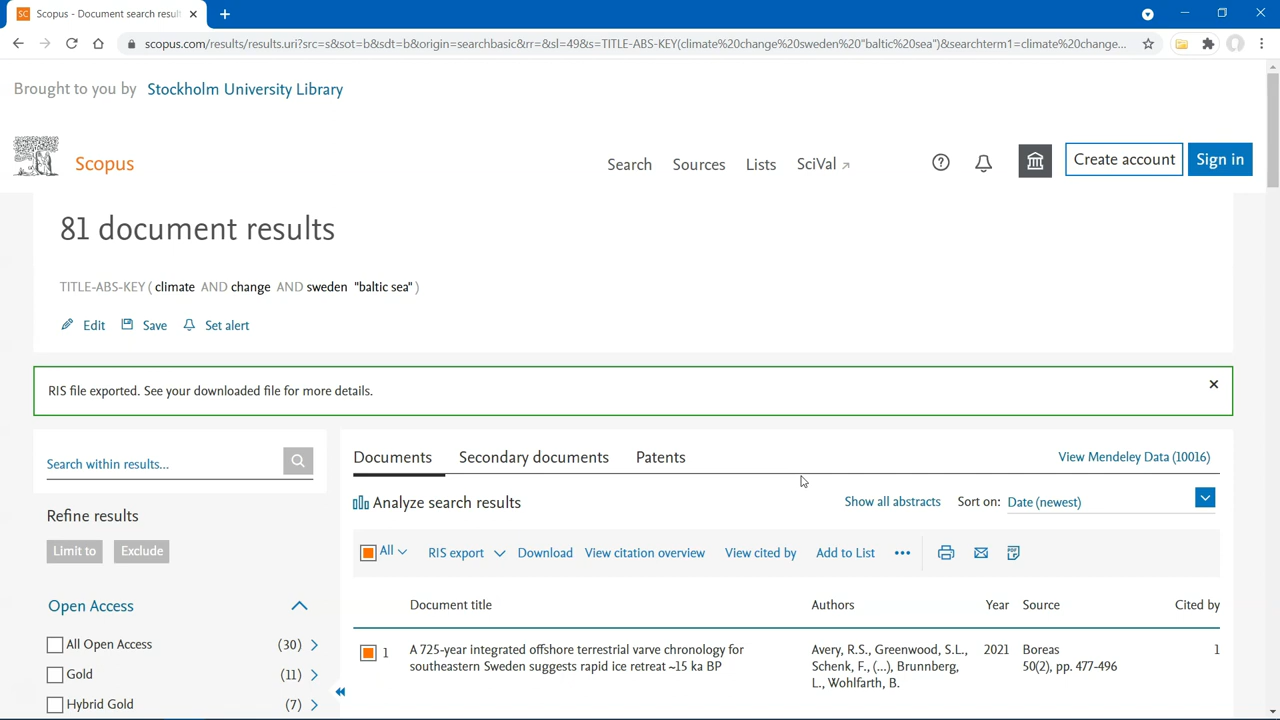 SC Scopus - Document search result
scopus.com/results/results.uri?src=s&sot=b&sdt=b&origin=searchbasic&rr=&sl=49&s=TITLE-ABS-KEY(climate%20change%20sweden%20"baltic%20sea")&searchterm1=climate%20change...
Brought to you by Stockholm University Library
Scopus
Search Sources Lists SciVal
Create account Sign in
81 document results
TITLE-ABS-KEY ( climate AND change AND sweden "baltic sea" )
Edit Save Set alert
RIS file exported. See your downloaded file for more details.
Search within results...
Documents Secondary documents Patents
View Mendeley Data (10016)
Analyze search results
Show all abstracts Sort on: Date (newest)
Refine results
Limit to Exclude
All RIS export Download View citation overview View cited by Add to List
Document title Authors Year Source Cited by
Open Access
All Open Access (30)
Gold (11)
Hybrid Gold (7)
1 A 725-year integrated offshore terrestrial varve chronology for Avery, R.S., Greenwood, S.L., 2021 Boreas 1
southeastern Sweden suggests rapid ice retreat ~15 ka BP Schenk, F., (...), Brunnberg, 50(2), pp. 477-496
L., Wohlfarth, B.